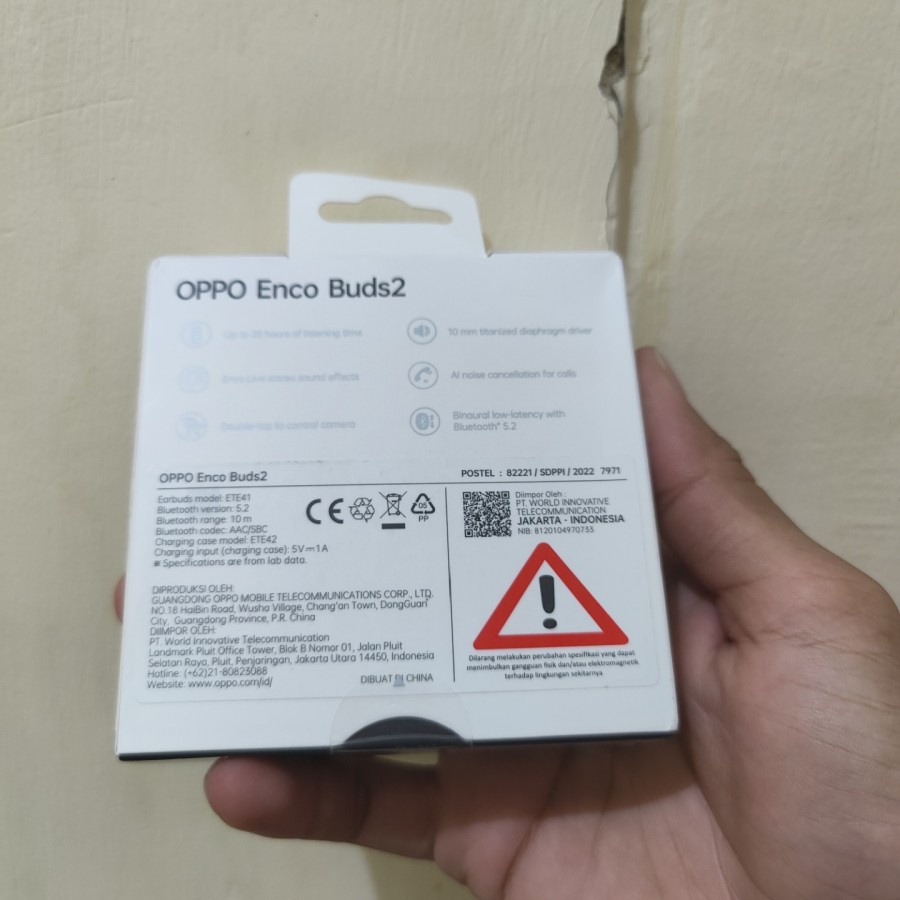 OPPO Enco Buds2
Up to 28 hours of listening time
Enco Live stereo sound effects
Double-tap to control camera
10 mm titanized diaphragm driver
AI noise cancellation for calls
Binaural low-latency with
Bluetooth® 5.2
OPPO Enco Buds2
Earbuds model: ETE41
Bluetooth version: 5.2
Bluetooth range: 10 m
Bluetooth codec: AAC/SBC
Charging case model: ETE42
Charging input (charging case): 5V⎓1A
※ Specifications are from lab data.
CE
05
PP
DIPRODUKSI OLEH:
GUANGDONG OPPO MOBILE TELECOMMUNICATIONS CORP., LTD.
NO.18 HaiBin Road, Wusha Village, Chang'an Town, DongGuan
City, Guangdong Province, P.R. China
DIIMPOR OLEH:
PT. World Innovative Telecommunication
Landmark Pluit Office Tower, Blok B Nomor 01, Jalan Pluit
Selatan Raya, Pluit, Penjaringan, Jakarta Utara 14450, Indonesia
Hotline: (+62)21-80823088
Website: www.oppo.com/id/
DIBUAT DI CHINA
POSTEL : 82221 / SDPPI / 2022 7971
Diimpor Oleh :
PT. WORLD INNOVATIVE
TELECOMMUNICATION
JAKARTA - INDONESIA
NIB: 8120104970733
!
Dilarang melakukan perubahan spesifikasi yang dapat
menimbulkan gangguan fisik dan/atau elektromagnetik
terhadap lingkungan sekitarnya